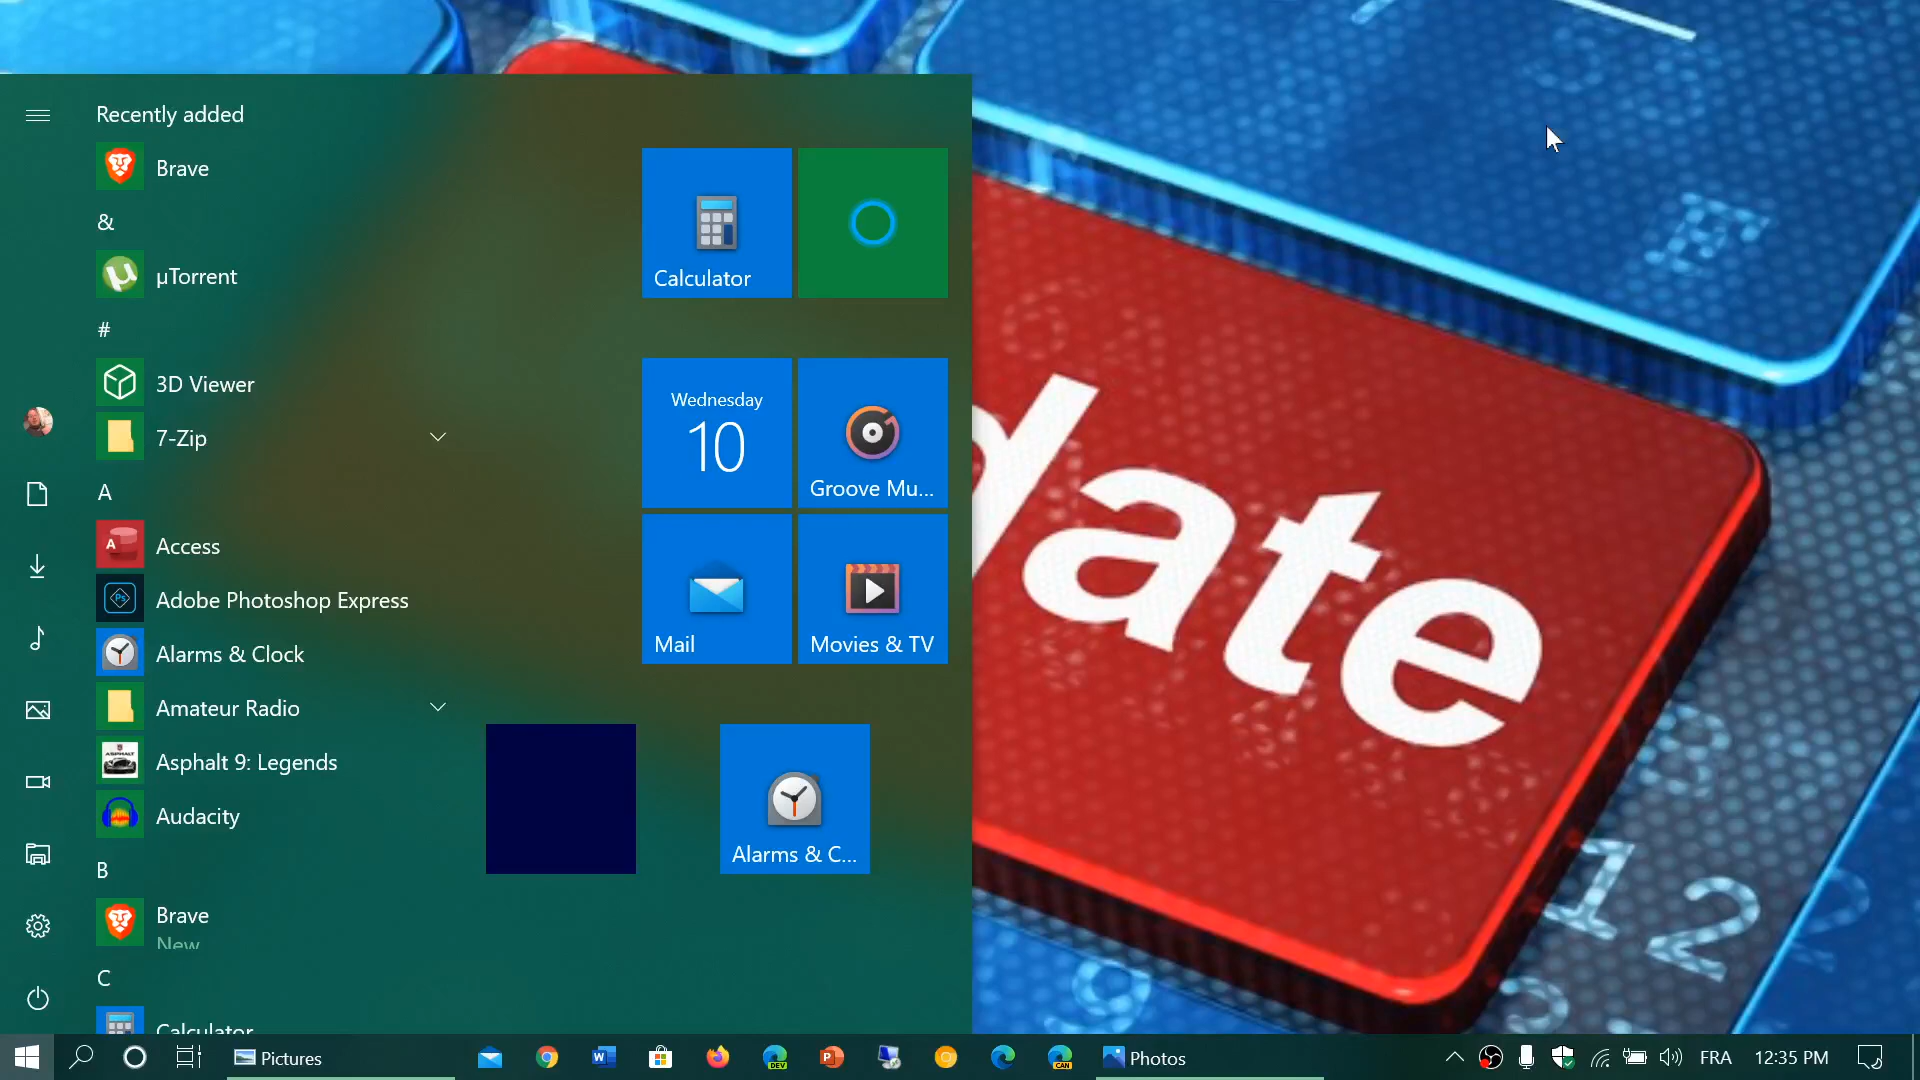 Recently added
Brave
&
µTorrent
#
3D Viewer
7-Zip
A
Access
Adobe Photoshop Express
Alarms & Clock
Amateur Radio
Asphalt 9: Legends
Audacity
B
Brave
New
C
Calculator
Calculator
Wednesday
10
Groove Mu...
Mail
Movies & TV
Alarms & C...
date
12
9
Pictures
Photos
FRA
12:35 PM